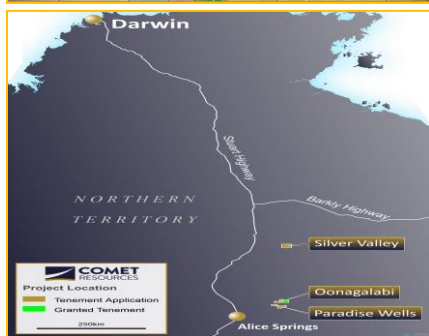 Darwin
Stuart Highway
NORTHERN
TERRITORY
Barkly Highway
Silver Valley
Oonagalabi
Paradise Wells
Alice Springs
COMET
RESOURCES
Project Location
Tenement Application
Granted Tenement
250km